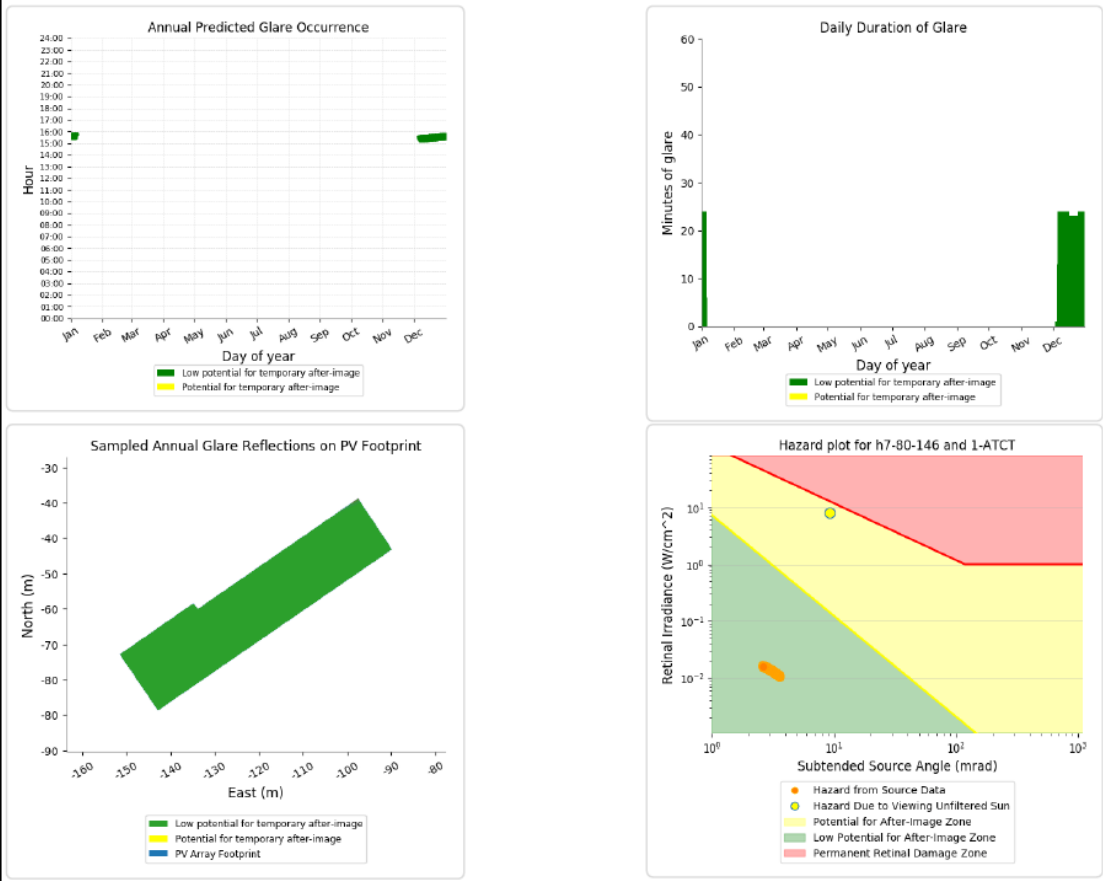 Annual Predicted Glare Occurrence
24:00
23:00
22:00
21:00
20:00
19:00
18:00
17:00
16:00
15:00
14:00
13:00
12:00
11:00
10:00
09:00
08:00
07:00
06:00
05:00
04:00
03:00
02:00
01:00
00:00
Hour
Jan Feb Mar Apr May Jun Jul Aug Sep Oct Nov Dec
Day of year
Low potential for temporary after-image
Potential for temporary after-image
Daily Duration of Glare
60
50
40
30
20
10
0
Minutes of glare
Jan Feb Mar Apr May Jun Jul Aug Sep Oct Nov Dec
Day of year
Low potential for temporary after-image
Potential for temporary after-image
Sampled Annual Glare Reflections on PV Footprint
-30
-40
-50
-60
-70
-80
-80
-90
North (m)
-160 -150 -140 -130 -120 -110 -100 -90 -80
East (m)
Low potential for temporary after-image
Potential for temporary after-image
PV Array Footprint
Hazard plot for h7-80-146 and 1-ATCT
10^1
10^0
10^-1
10^-2
Retinal Irradiance (W/cm^2)
10^0 10^1 10^2 10^3
Subtended Source Angle (mrad)
Hazard from Source Data
Hazard Due to Viewing Unfiltered Sun
Potential for After-Image Zone
Low Potential for After-Image Zone
Permanent Retinal Damage Zone